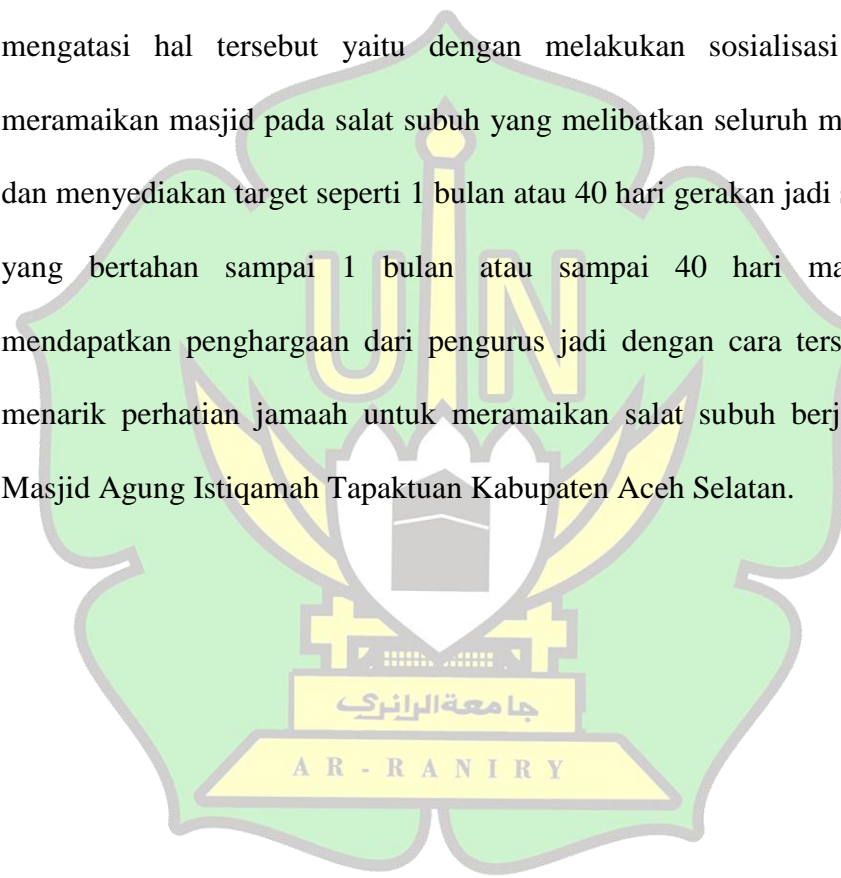 mengatasi hal tersebut yaitu dengan melakukan sosialisasi
meramaikan masjid pada salat subuh yang melibatkan seluruh
dan menyediakan target seperti 1 bulan atau 40 hari gerakan jadi
yang bertahan sampai 1 bulan atau sampai 40 hari
mendapatkan penghargaan dari pengurus jadi dengan cara
menarik perhatian jamaah untuk meramaikan salat subuh
Masjid Agung Istiqamah Tapaktuan Kabupaten Aceh Selatan.
UIN
جامعة الرانري
AR-RANIRY